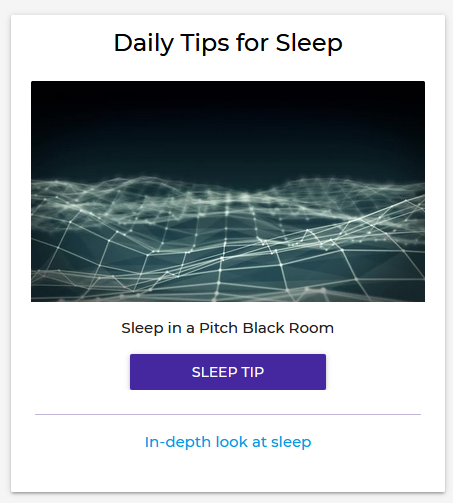 Daily Tips for Sleep
Sleep in a Pitch Black Room
SLEEP TIP
In-depth look at sleep